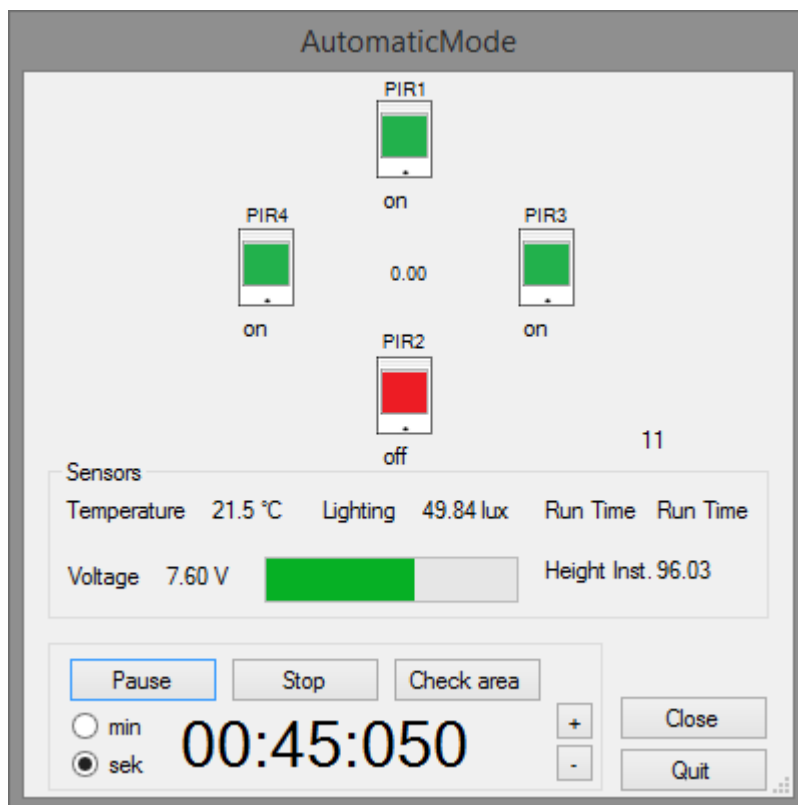 AutomaticMode
PIR1
on
PIR4
PIR3
0.00
on
on
PIR2
off
11
Sensors
Temperature 21.5 °C Lighting 49.84 lux Run Time Run Time
Voltage 7.60 V Height Inst. 96.03
Pause Stop Check area
min
sek
00:45:050
+
-
Close
Quit